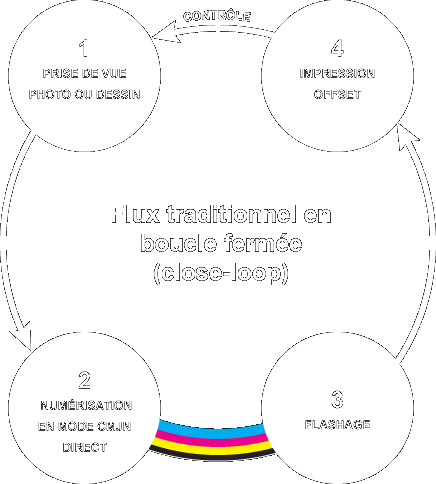 CONTRÔLE
1
PRISE DE VUE
PHOTO OU DESSIN
4
IMPRESSION
OFFSET
Flux traditionnel en
boucle fermée
(close-loop)
2
NUMÉRISATION
EN MODE CMJN
DIRECT
3
FLASHAGE